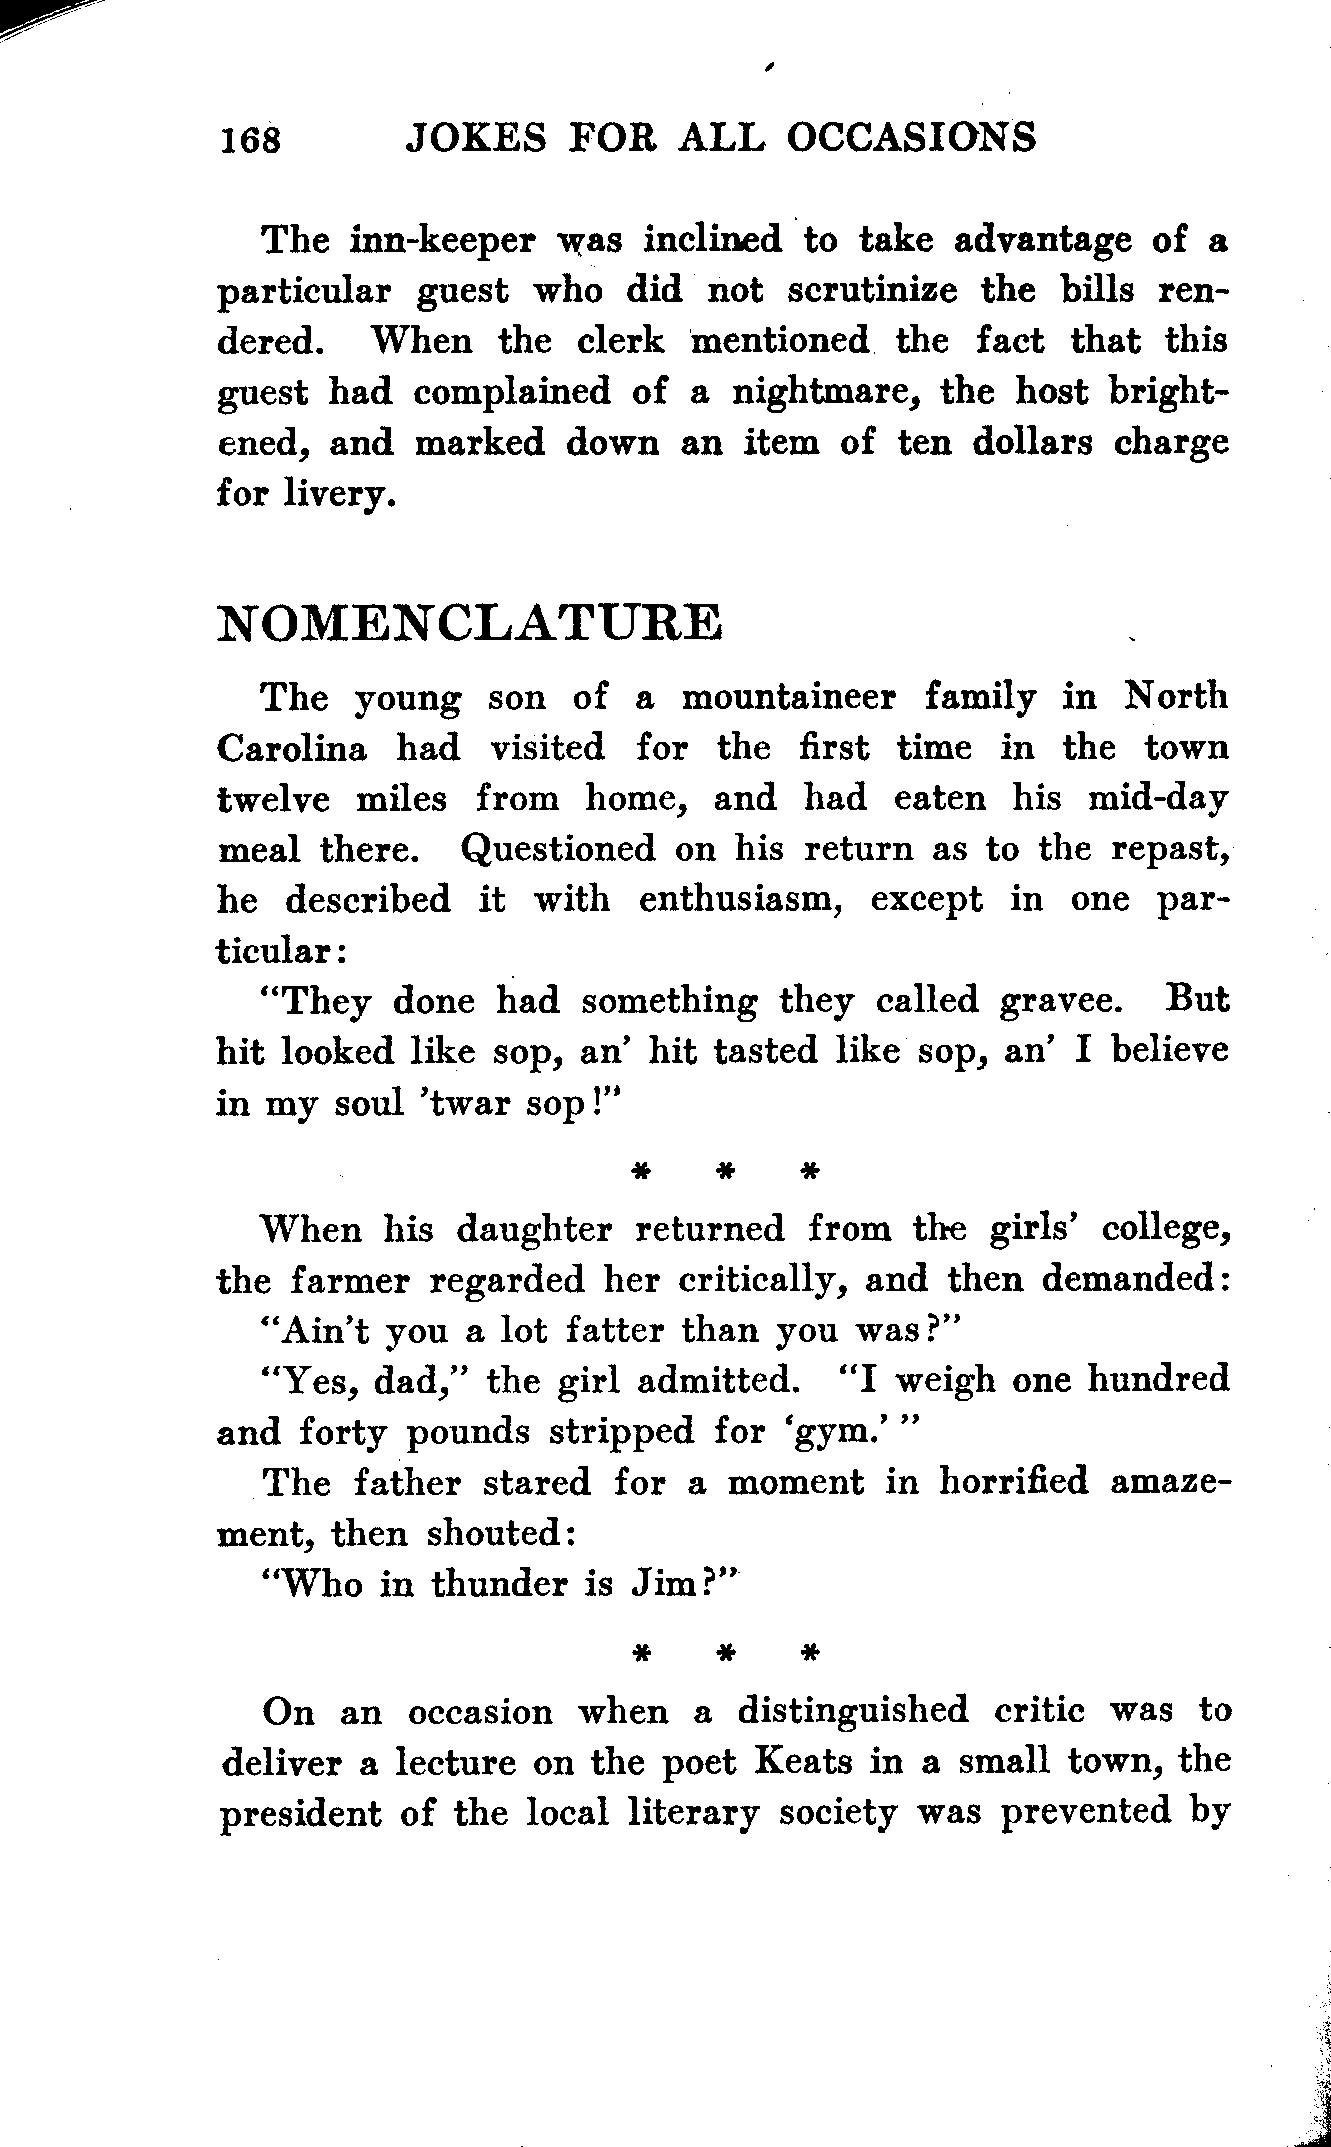 168 JOKES FOR ALL OCCASIONS
The inn-keeper was inclined to take advantage of a
particular guest who did not scrutinize the bills ren-
dered. When the clerk mentioned the fact that this
guest had complained of a nightmare, the host bright-
ened, and marked down an item of ten dollars charge
for livery.
NOMENCLATURE
The young son of a mountaineer family in North
Carolina had visited for the first time in the town
twelve miles from home, and had eaten his mid-day
meal there. Questioned on his return as to the repast,
he described it with enthusiasm, except in one par-
ticular:
"They done had something they called gravee. But
hit looked like sop, an' hit tasted like sop, an' I believe
in my soul 'twar sop!"
* * *
When his daughter returned from the girls' college,
the farmer regarded her critically, and then demanded:
"Ain't you a lot fatter than you was?"
"Yes, dad," the girl admitted. "I weigh one hundred
and forty pounds stripped for 'gym.'"
The father stared for a moment in horrified amaze-
ment, then shouted:
"Who in thunder is Jim?"
* * *
On an occasion when a distinguished critic was to
deliver a lecture on the poet Keats in a small town, the
president of the local literary society was prevented by